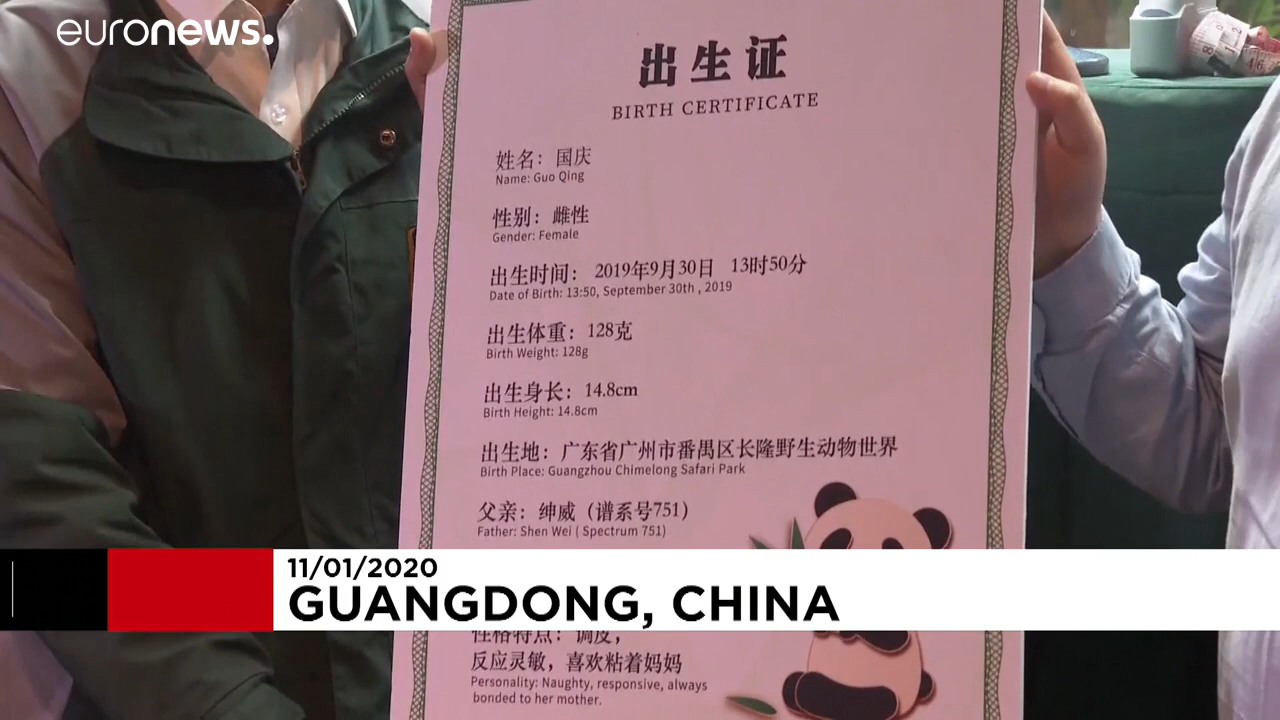 euronews.
出生证
BIRTH CERTIFICATE
姓名：国庆
Name: Guo Qing
性别：雌性
Gender: Female
出生时间： 2019年9月30日 13时50分
Date of Birth: 13:50, September 30th , 2019
出生体重：128克
Birth Weight: 128g
出生身长：14.8cm
Birth Height: 14.8cm
出生地：广东省广州市番禺区长隆野生动物世界
Birth Place: Guangzhou Chimelong Safari Park
父亲：绅威（谱系号751）
Father: Shen Wei ( Spectrum 751)
11/01/2020
GUANGDONG, CHINA
性格特点：调皮，
反应灵敏，喜欢粘着妈妈
Personality: Naughty, responsive, always
bonded to her mother.